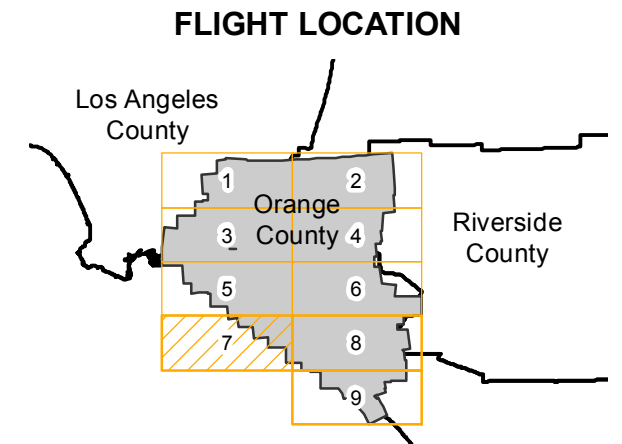 FLIGHT LOCATION
Los Angeles
County
1
2
Orange
County
3
4
Riverside
County
5
6
7
8
9